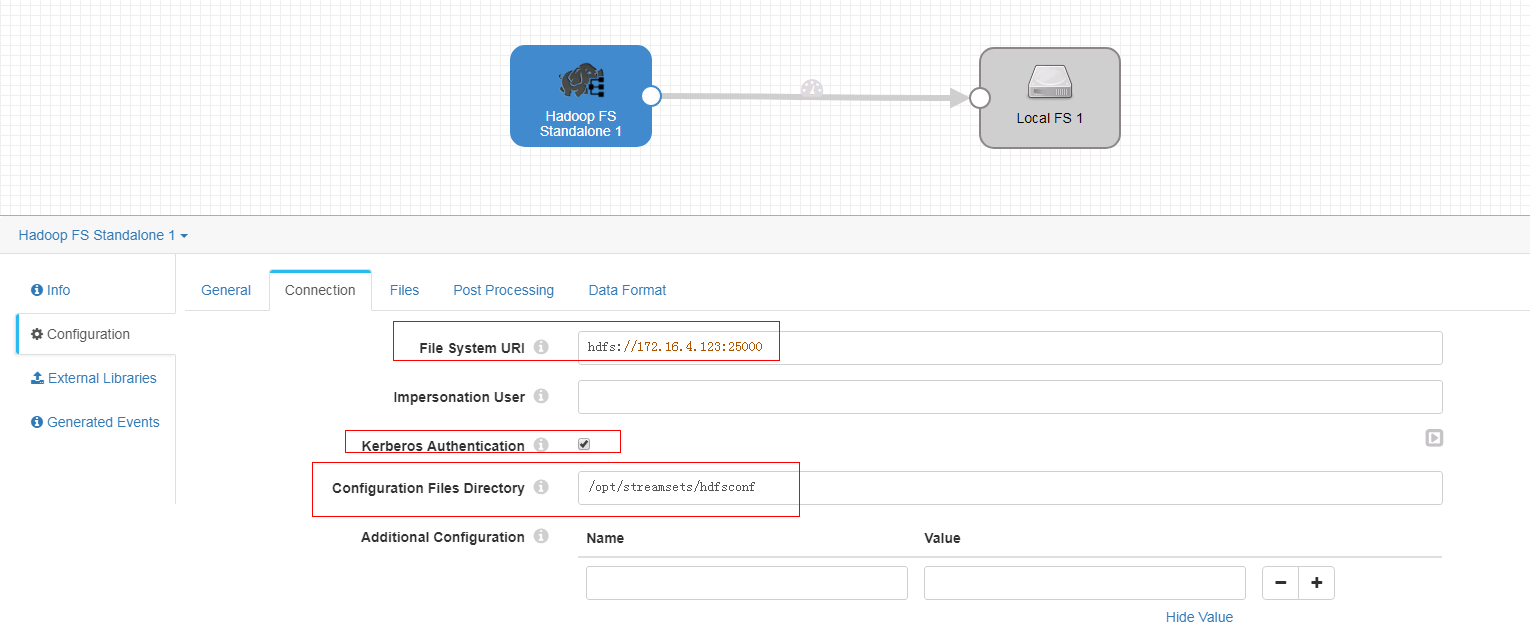 Hadoop FS
Standalone 1
Local FS 1
Hadoop FS Standalone 1
Info
Configuration
External Libraries
Generated Events
General Connection Files Post Processing Data Format
File System URI hdfs://172.16.4.123:25000
Impersonation User
Kerberos Authentication
Configuration Files Directory /opt/streamsets/hdfsconf
Additional Configuration Name Value
Hide Value